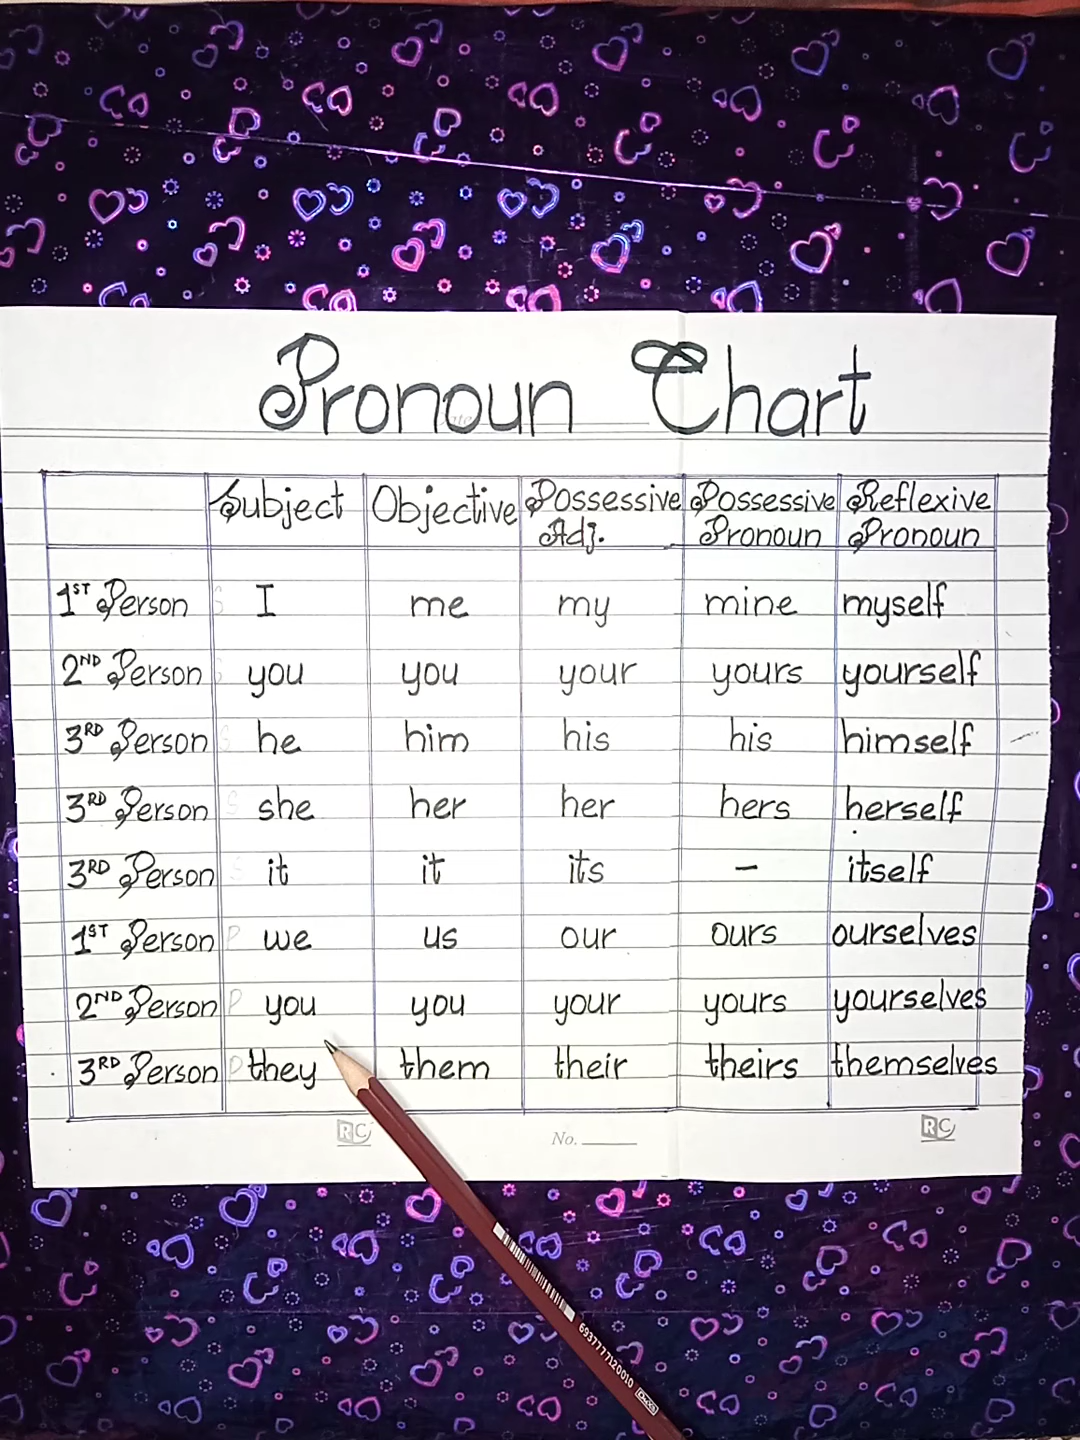 Pronoun Chart
Subject Objective Possessive Adj. Possessive Pronoun Reflexive Pronoun
1ST Person S I me my mine myself
2ND Person S you you your yours yourself
3RD Person S he him his his himself
3RD Person S she her her hers herself
3RD Person S it it its – itself
1ST Person P we us our ours ourselves
2ND Person P you you your yours yourselves
3RD Person P they them their theirs themselves
RC No. RC
6937777120010